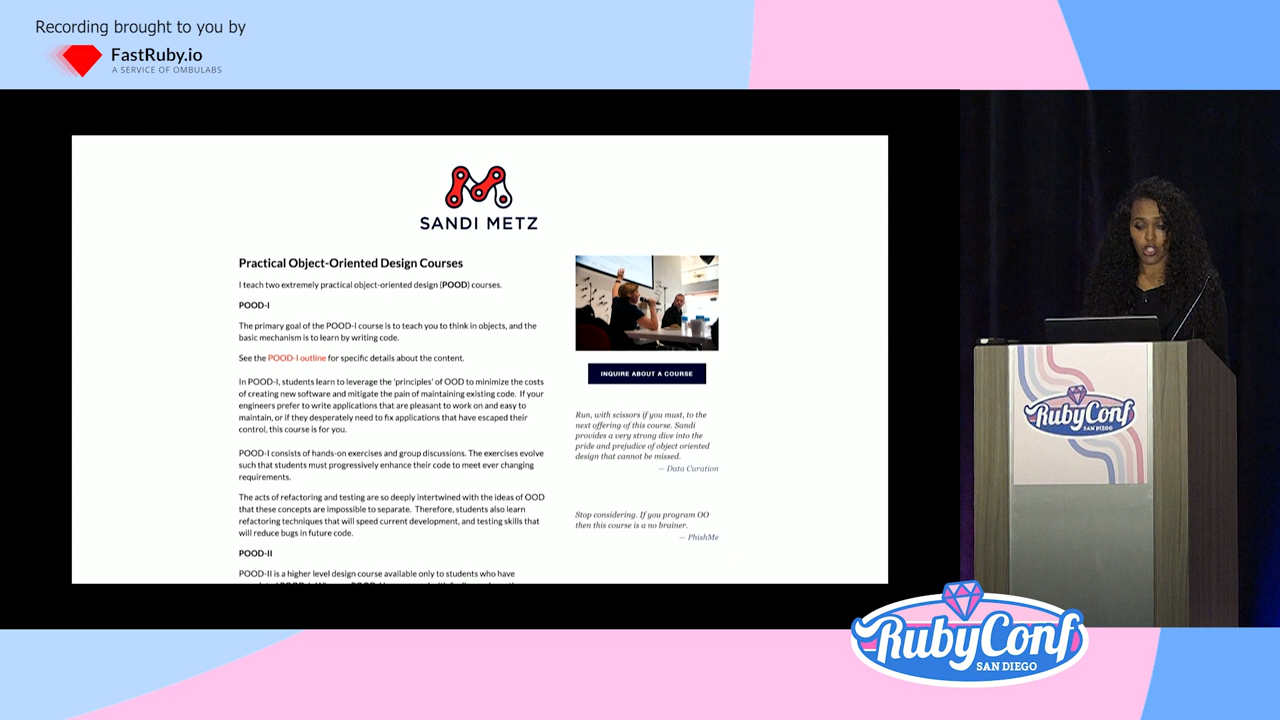 Recording brought to you by
FastRuby.io
A SERVICE OF OMBULABS
SANDI METZ
Practical Object-Oriented Design Courses
I teach two extremely practical object-oriented design (POOD) courses.
POOD-I
The primary goal of the POOD-I course is to teach you to think in objects, and the
basic mechanism is to learn by writing code.
See the POOD-I outline for specific details about the content.
In POOD-I, students learn to leverage the 'principles' of OOD to minimize the costs
of creating new software and mitigate the pain of maintaining existing code. If your
engineers prefer to write applications that are pleasant to work on and easy to
maintain, or if they desperately need to fix applications that have escaped their
control, this course is for you.
POOD-I consists of hands-on exercises and group discussions. The exercises evolve
such that students must progressively enhance their code to meet ever changing
requirements.
The acts of refactoring and testing are so deeply intertwined with the ideas of OOD
that these concepts are impossible to separate. Therefore, students also learn
refactoring techniques that will speed current development, and testing skills that
will reduce bugs in future code.
POOD-II
POOD-II is a higher level design course available only to students who have
INQUIRE ABOUT A COURSE
Run, with scissors if you must, to the
next offering of this course. Sandi
provides a very strong dive into the
pride and prejudice of object oriented
design that cannot be missed.
— Data Curation
Stop considering. If you program OO
then this course is a no brainer.
— PhishMe
RubyConf
SAN DIEGO
RubyConf
SAN DIEGO